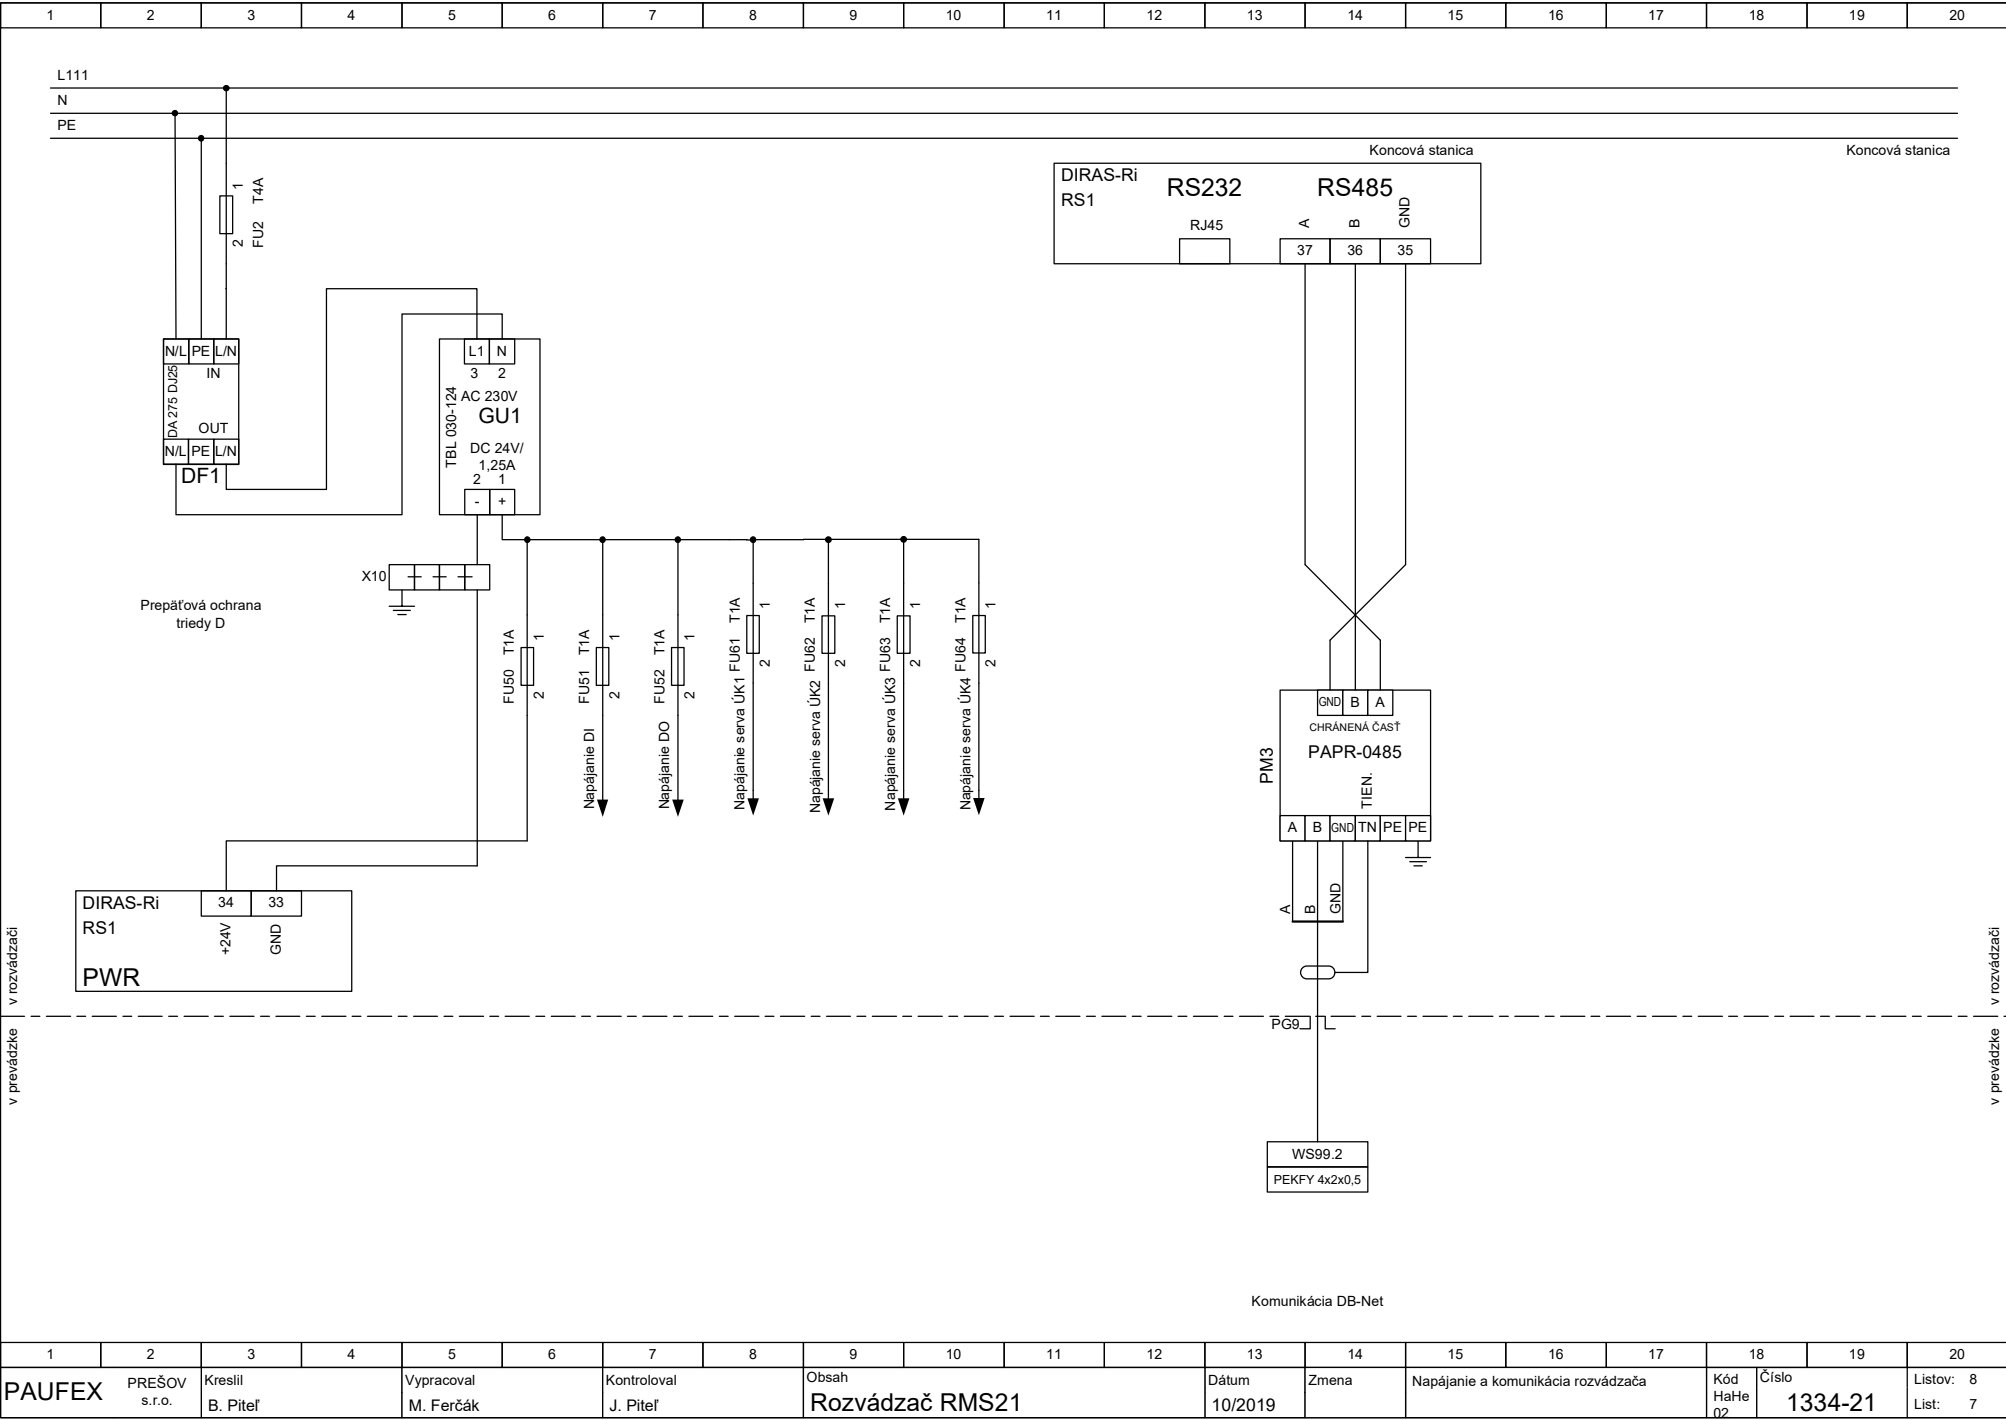 1 2 3 4 5 6 7 8 9 10 11 12 13 14 15 16 17 18 19 20
L111
N
PE
Koncová stanica
Koncová stanica
1
2
FU2 T4A
DIRAS-Ri
RS1
RS232
RS485
RJ45
A
B
GND
37 36 35
N/L PE L/N
IN
DA 275 DJ25
OUT
N/L PE L/N
DF1
L1 N
3 2
AC 230V
GU1
TBL 030-124
DC 24V/
1,25A
2 1
- +
X10
Prepäťová ochrana
triedy D
FU50 T1A
1
2
FU51 T1A
1
2
Napájanie DI
FU52 T1A
1
2
Napájanie DO
FU61 T1A
1
2
Napájanie serva ÚK1
FU62 T1A
1
2
Napájanie serva ÚK2
FU63 T1A
1
2
Napájanie serva ÚK3
FU64 T1A
1
2
Napájanie serva ÚK4
GND B A
CHRÁNENÁ ČASŤ
PAPR-0485
PM3
TIEN.
A B GND TN PE PE
A
B
GND
DIRAS-Ri
RS1
34 33
+24V
GND
PWR
v rozvádzači
v prevádzke
v rozvádzači
v prevádzke
PG9
WS99.2
PEKFY 4x2x0,5
Komunikácia DB-Net
1 2 3 4 5 6 7 8 9 10 11 12 13 14 15 16 17 18 19 20
PAUFEX
PREŠOV
s.r.o.
Kreslil
B. Piteľ
Vypracoval
M. Ferčák
Kontroloval
J. Piteľ
Obsah
Rozvádzač RMS21
Dátum
10/2019
Zmena
Napájanie a komunikácia rozvádzača
Kód
HaHe
02
Číslo
1334-21
Listov: 8
List: 7